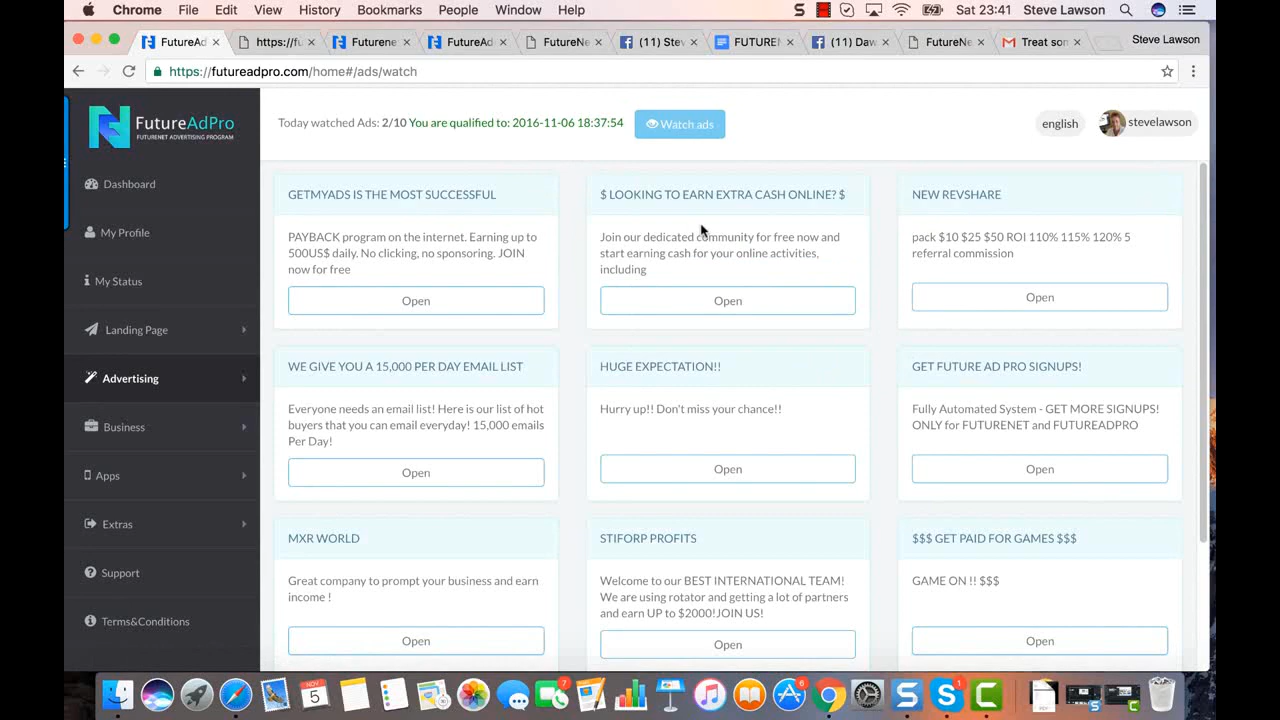 Chrome File Edit View History Bookmarks People Window Help Sat 23:41 Steve Lawson
FutureAd https://fu Futurene FutureAd FutureNe (11) Stev FUTUREN (11) Daw FutureNe Treat son Steve Lawson
https://futureadpro.com/home#/ads/watch
FutureAdPro
FUTURENET ADVERTISING PROGRAM
Today watched Ads: 2/10 You are qualified to: 2016-11-06 18:37:54 Watch ads english stevelawson
Dashboard
My Profile
My Status
Landing Page
Advertising
Business
Apps
Extras
Support
Terms&Conditions
GETMYADS IS THE MOST SUCCESSFUL
PAYBACK program on the internet. Earning up to
500US$ daily. No clicking, no sponsoring. JOIN
now for free
Open
$ LOOKING TO EARN EXTRA CASH ONLINE? $
Join our dedicated community for free now and
start earning cash for your online activities,
including
Open
NEW REVSHARE
pack $10 $25 $50 ROI 110% 115% 120% 5
referral commission
Open
WE GIVE YOU A 15,000 PER DAY EMAIL LIST
Everyone needs an email list! Here is our list of hot
buyers that you can email everyday! 15,000 emails
Per Day!
Open
HUGE EXPECTATION!!
Hurry up!! Don't miss your chance!!
Open
GET FUTURE AD PRO SIGNUPS!
Fully Automated System - GET MORE SIGNUPS!
ONLY for FUTURENET and FUTUREADPRO
Open
MXR WORLD
Great company to prompt your business and earn
income !
Open
STIFORP PROFITS
Welcome to our BEST INTERNATIONAL TEAM!
We are using rotator and getting a lot of partners
and earn UP to $2000!JOIN US!
Open
$$$ GET PAID FOR GAMES $$$
GAME ON !! $$$
Open
NOV
5
7
6
1